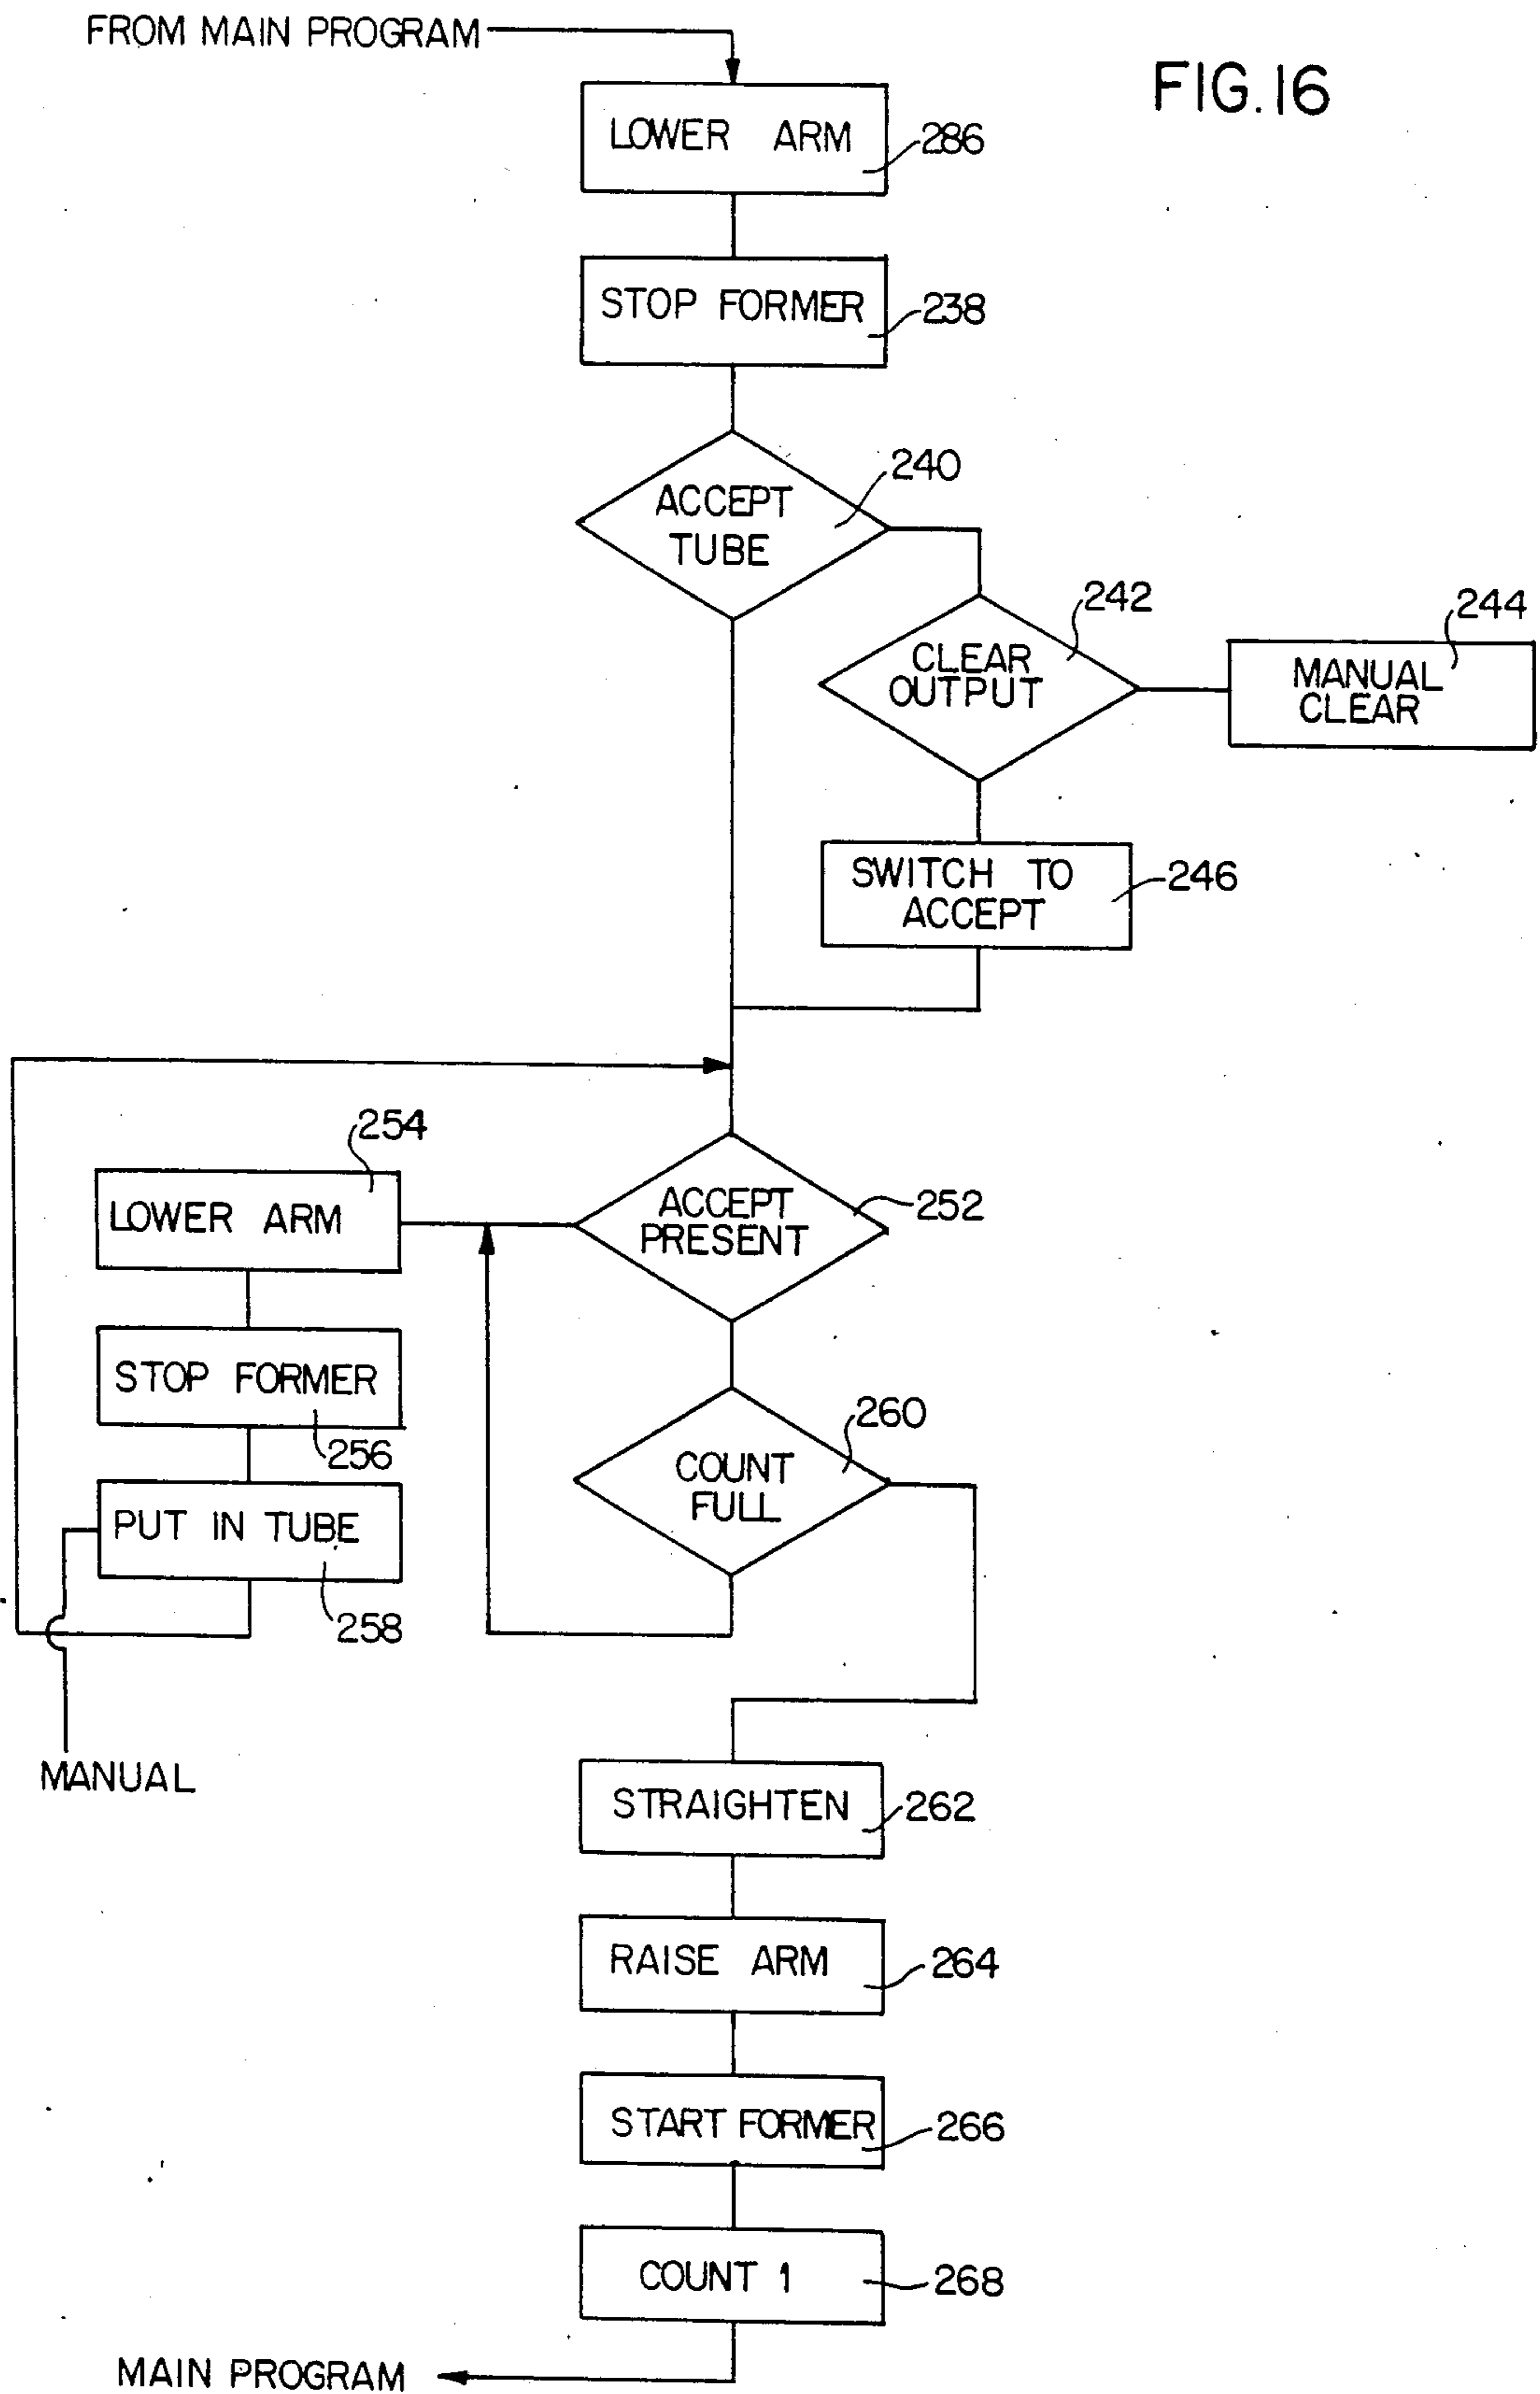 FROM MAIN PROGRAM
FIG. 16
LOWER ARM
286
STOP FORMER
238
ACCEPT
TUBE
240
CLEAR
OUTPUT
242
MANUAL
CLEAR
244
SWITCH TO
ACCEPT
246
ACCEPT
PRESENT
252
LOWER ARM
254
STOP FORMER
256
PUT IN TUBE
258
MANUAL
COUNT
FULL
260
STRAIGHTEN
262
RAISE ARM
264
START FORMER
266
COUNT 1
268
MAIN PROGRAM